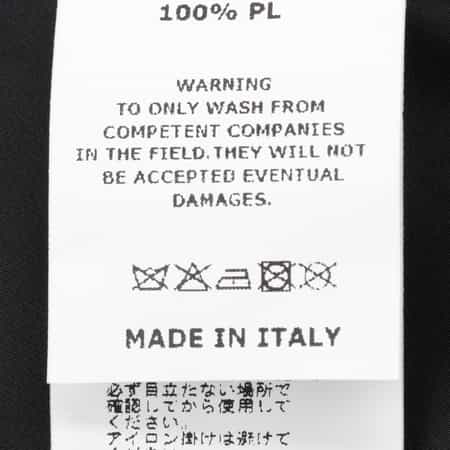 100% PL
WARNING
TO ONLY WASH FROM
COMPETENT COMPANIES
IN THE FIELD.THEY WILL NOT
BE ACCEPTED EVENTUAL
DAMAGES.
MADE IN ITALY
必ず目立たない場所で
確認してから使用して
ください。
アイロン掛けは避けて